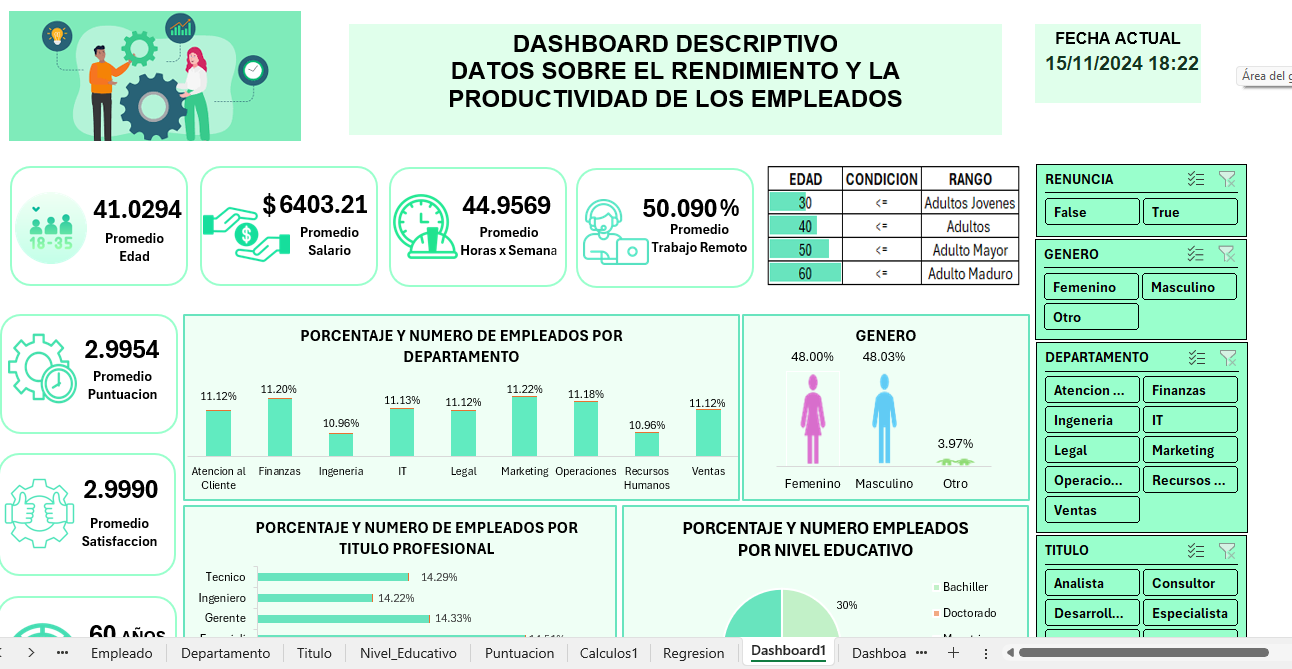 DASHBOARD DESCRIPTIVO
DATOS SOBRE EL RENDIMIENTO Y LA
PRODUCTIVIDAD DE LOS EMPLEADOS
FECHA ACTUAL
15/11/2024 18:22
Área del g
18-35
41.0294
Promedio
Edad
$ 6403.21
Promedio
Salario
44.9569
Promedio
Horas x Semana
50.090%
Promedio
Trabajo Remoto
EDAD CONDICION RANGO
30 <= Adultos Jovenes
40 <= Adultos
50 <= Adulto Mayor
60 <= Adulto Maduro
RENUNCIA
False True
GENERO
Femenino Masculino
Otro
DEPARTAMENTO
Atencion ... Finanzas
Ingeneria IT
Legal Marketing
Operacio... Recursos ...
Ventas
TITULO
Analista Consultor
Desarroll... Especialista
2.9954
Promedio
Puntuacion
2.9990
Promedio
Satisfaccion
60 AÑOS
PORCENTAJE Y NUMERO DE EMPLEADOS POR
DEPARTAMENTO
11.12% 11.20% 10.96% 11.13% 11.12% 11.22% 11.18% 10.96% 11.12%
Atencion al Finanzas Ingeneria IT Legal Marketing Operaciones Recursos Ventas
Cliente Humanos
GENERO
48.00% 48.03% 3.97%
Femenino Masculino Otro
PORCENTAJE Y NUMERO DE EMPLEADOS POR
TITULO PROFESIONAL
Tecnico 14.29%
Ingeniero 14.22%
Gerente 14.33%
PORCENTAJE Y NUMERO EMPLEADOS
POR NIVEL EDUCATIVO
30%
Bachiller
Doctorado
Empleado Departamento Titulo Nivel_Educativo Puntuacion Calculos1 Regresion Dashboard1 Dashboa